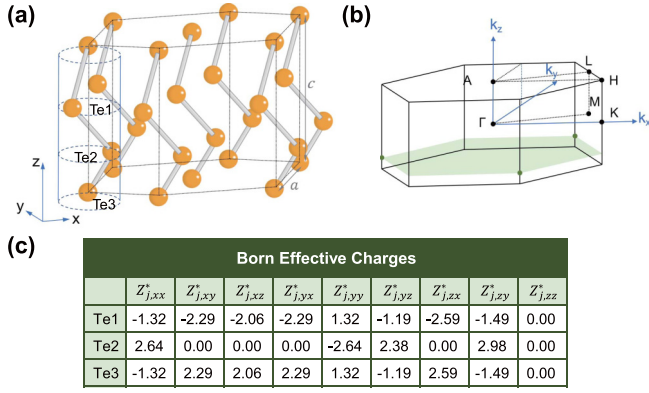 (a)
Te1
Te2
Te3
c
a
z
y
x
(b)
k_z
k_y
k_x
A
L
H
M
K
Γ
(c)
Born Effective Charges
Z*_{j,xx} Z*_{j,xy} Z*_{j,xz} Z*_{j,yx} Z*_{j,yy} Z*_{j,yz} Z*_{j,zx} Z*_{j,zy} Z*_{j,zz}
Te1 -1.32 -2.29 -2.06 -2.29 1.32 -1.19 -2.59 -1.49 0.00
Te2 2.64 0.00 0.00 0.00 -2.64 2.38 0.00 2.98 0.00
Te3 -1.32 2.29 2.06 2.29 1.32 -1.19 2.59 -1.49 0.00